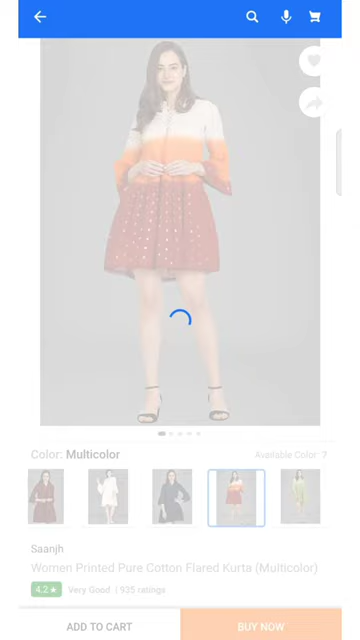 Color: Multicolor
Available Color: 7
Saanjh
Women Printed Pure Cotton Flared Kurta (Multicolor)
4.2★ Very Good | 935 ratings
ADD TO CART
BUY NOW